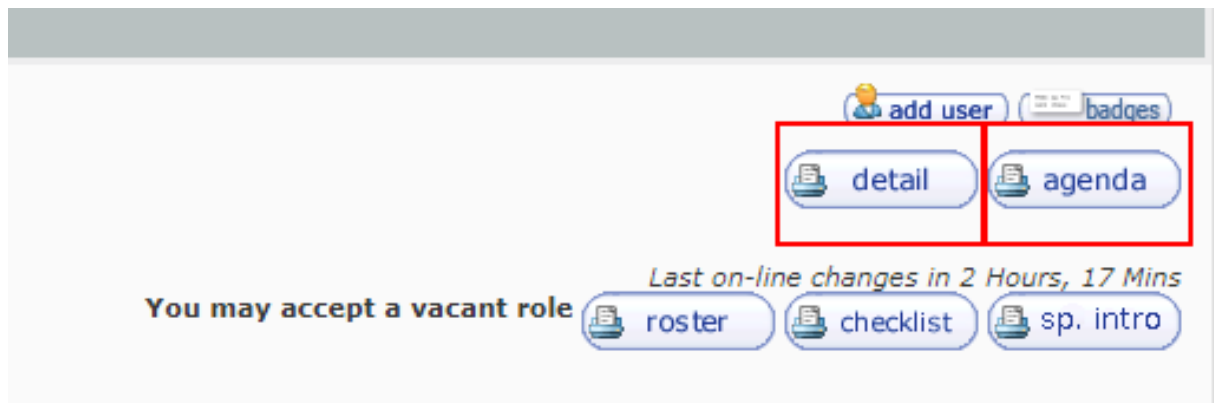 add user badges
detail agenda
Last on-line changes in 2 Hours, 17 Mins
You may accept a vacant role roster checklist sp. intro